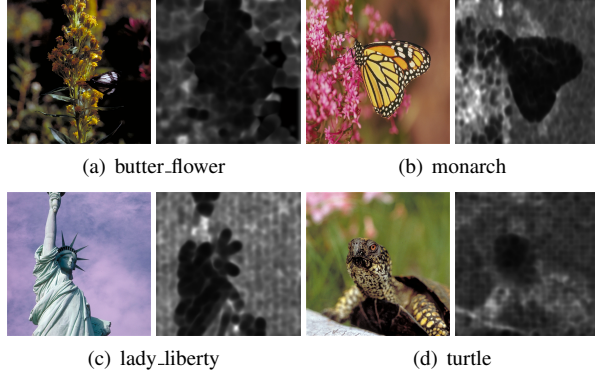 (a) butter_flower
(b) monarch
(c) lady_liberty
(d) turtle